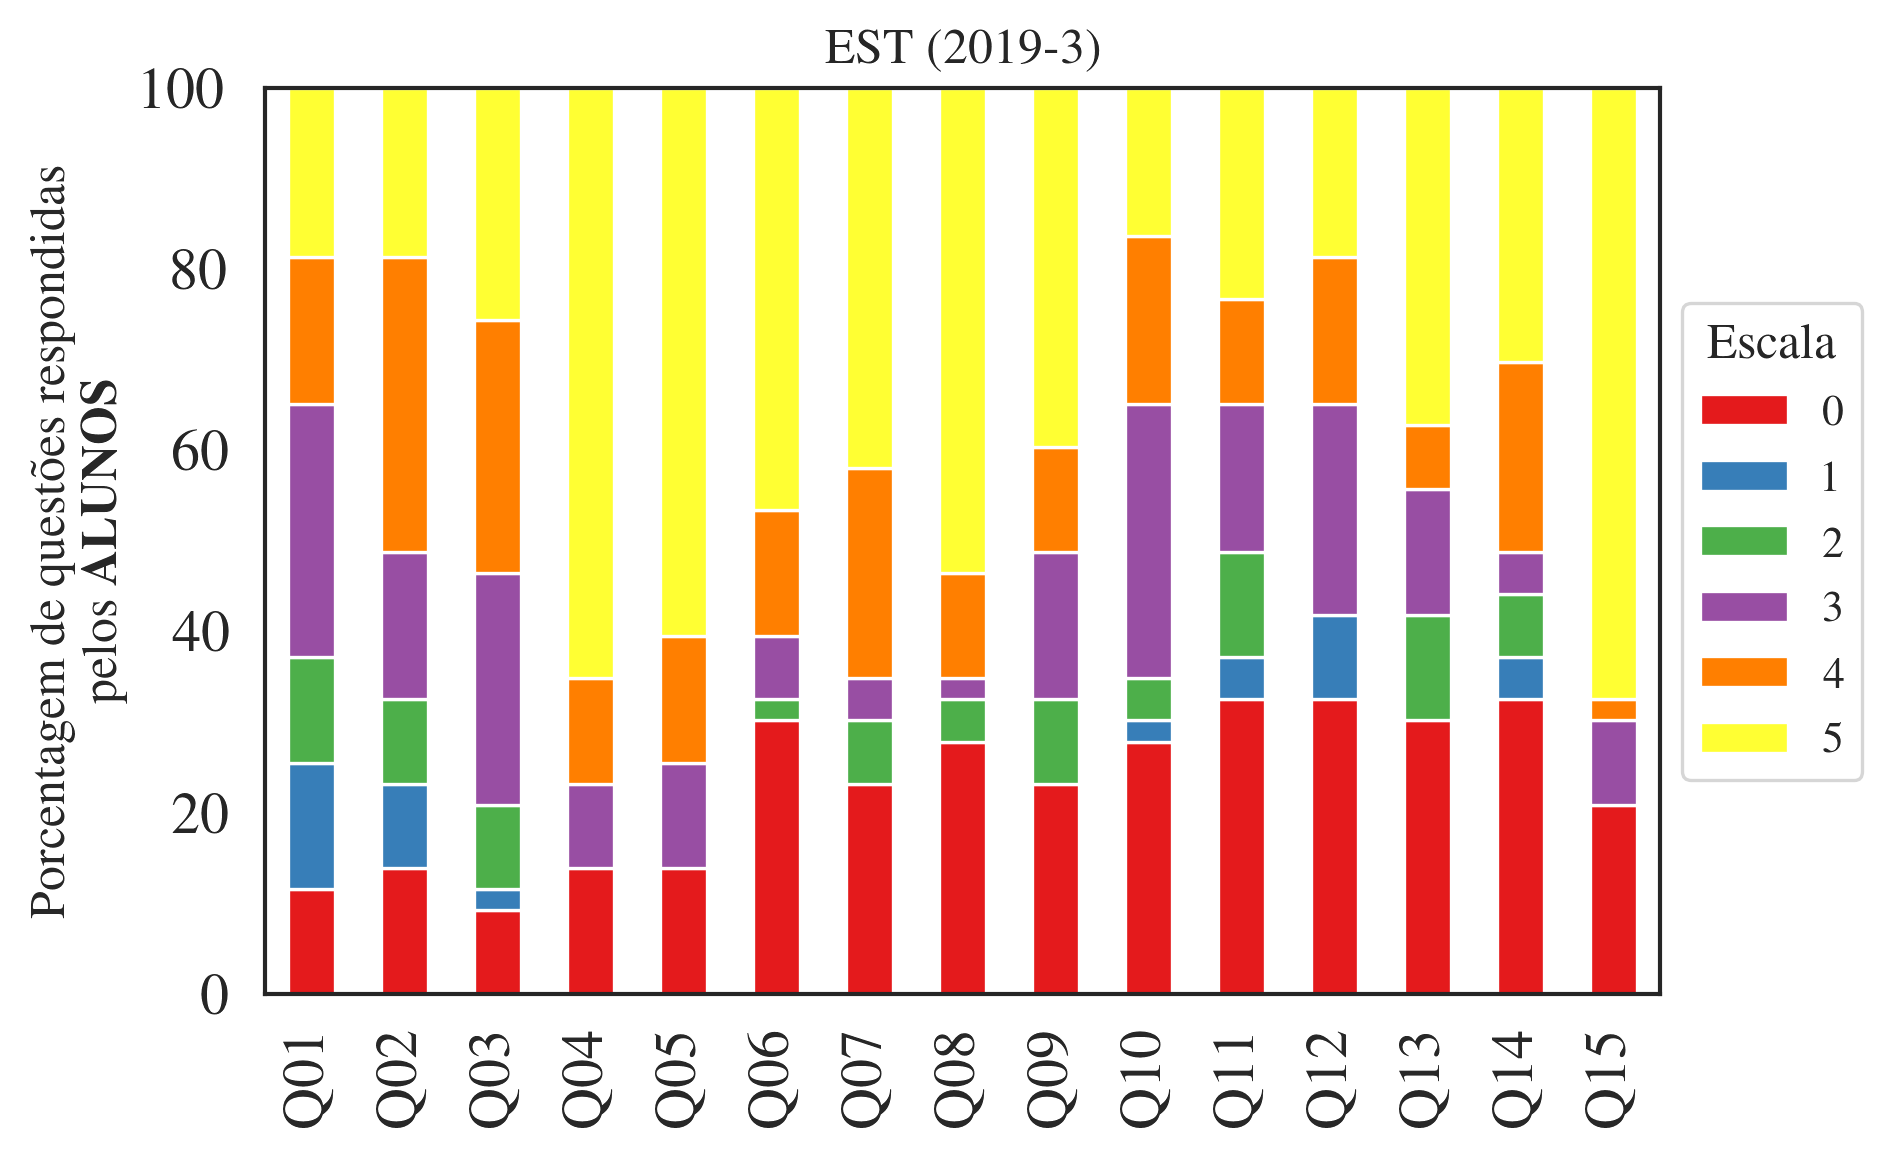 EST (2019-3)
Porcentagem de questões respondidas
pelos ALUNOS
100
80
60
40
20
0
Q01
Q02
Q03
Q04
Q05
Q06
Q07
Q08
Q09
Q10
Q11
Q12
Q13
Q14
Q15
Escala
0
1
2
3
4
5